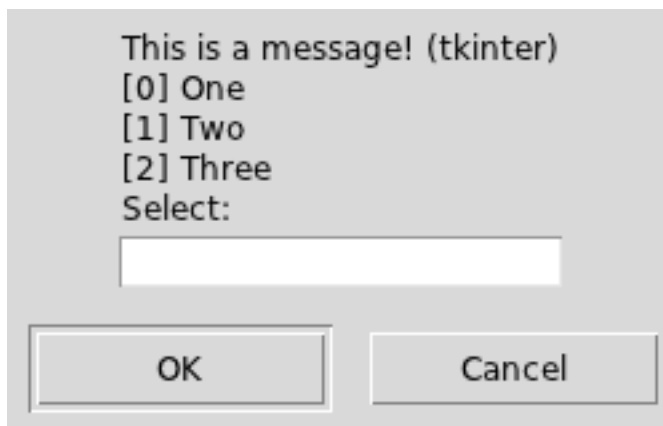 This is a message! (tkinter)
[0] One
[1] Two
[2] Three
Select:
OK
Cancel